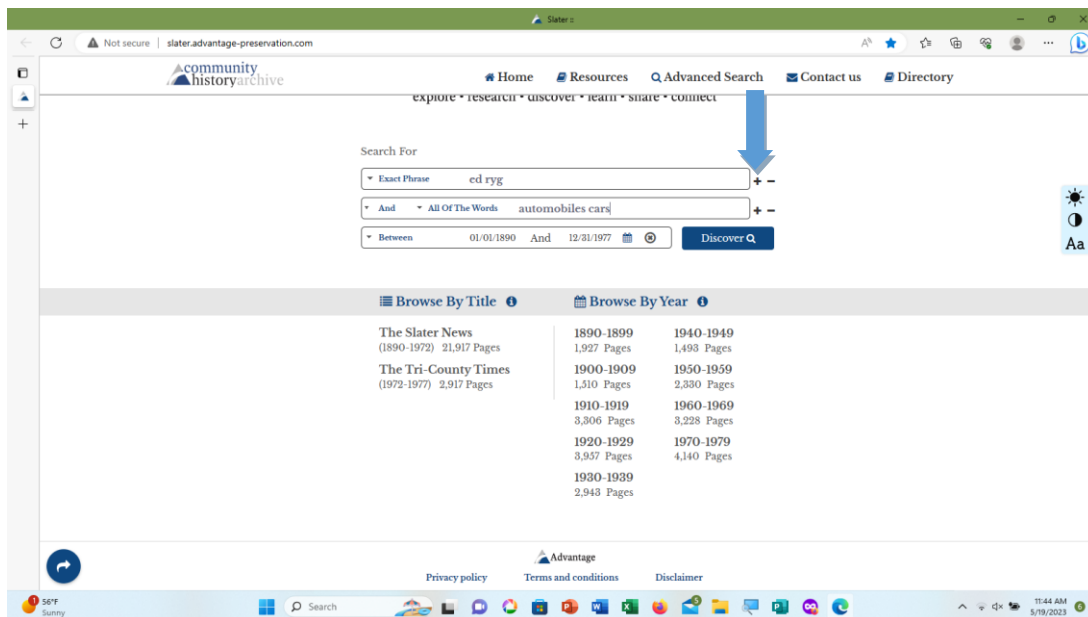 Slater ::
Not secure | slater.advantage-preservation.com
A
community
historyarchive
Home Resources Advanced Search Contact us Directory
explore • research • discover • learn • share • connect
Search For
Exact Phrase ed ryg + −
And All Of The Words automobiles cars + −
Between 01/01/1890 And 12/31/1977 Discover
Aa
Browse By Title Browse By Year
The Slater News
(1890-1972) 21,917 Pages
The Tri-County Times
(1972-1977) 2,917 Pages
1890-1899
1,927 Pages
1900-1909
1,510 Pages
1910-1919
3,306 Pages
1920-1929
3,957 Pages
1930-1939
2,943 Pages
1940-1949
1,493 Pages
1950-1959
2,330 Pages
1960-1969
3,228 Pages
1970-1979
4,140 Pages
Advantage
Privacy policy Terms and conditions Disclaimer
1
56°F
Sunny
Search
5
11:44 AM
5/19/2023
6